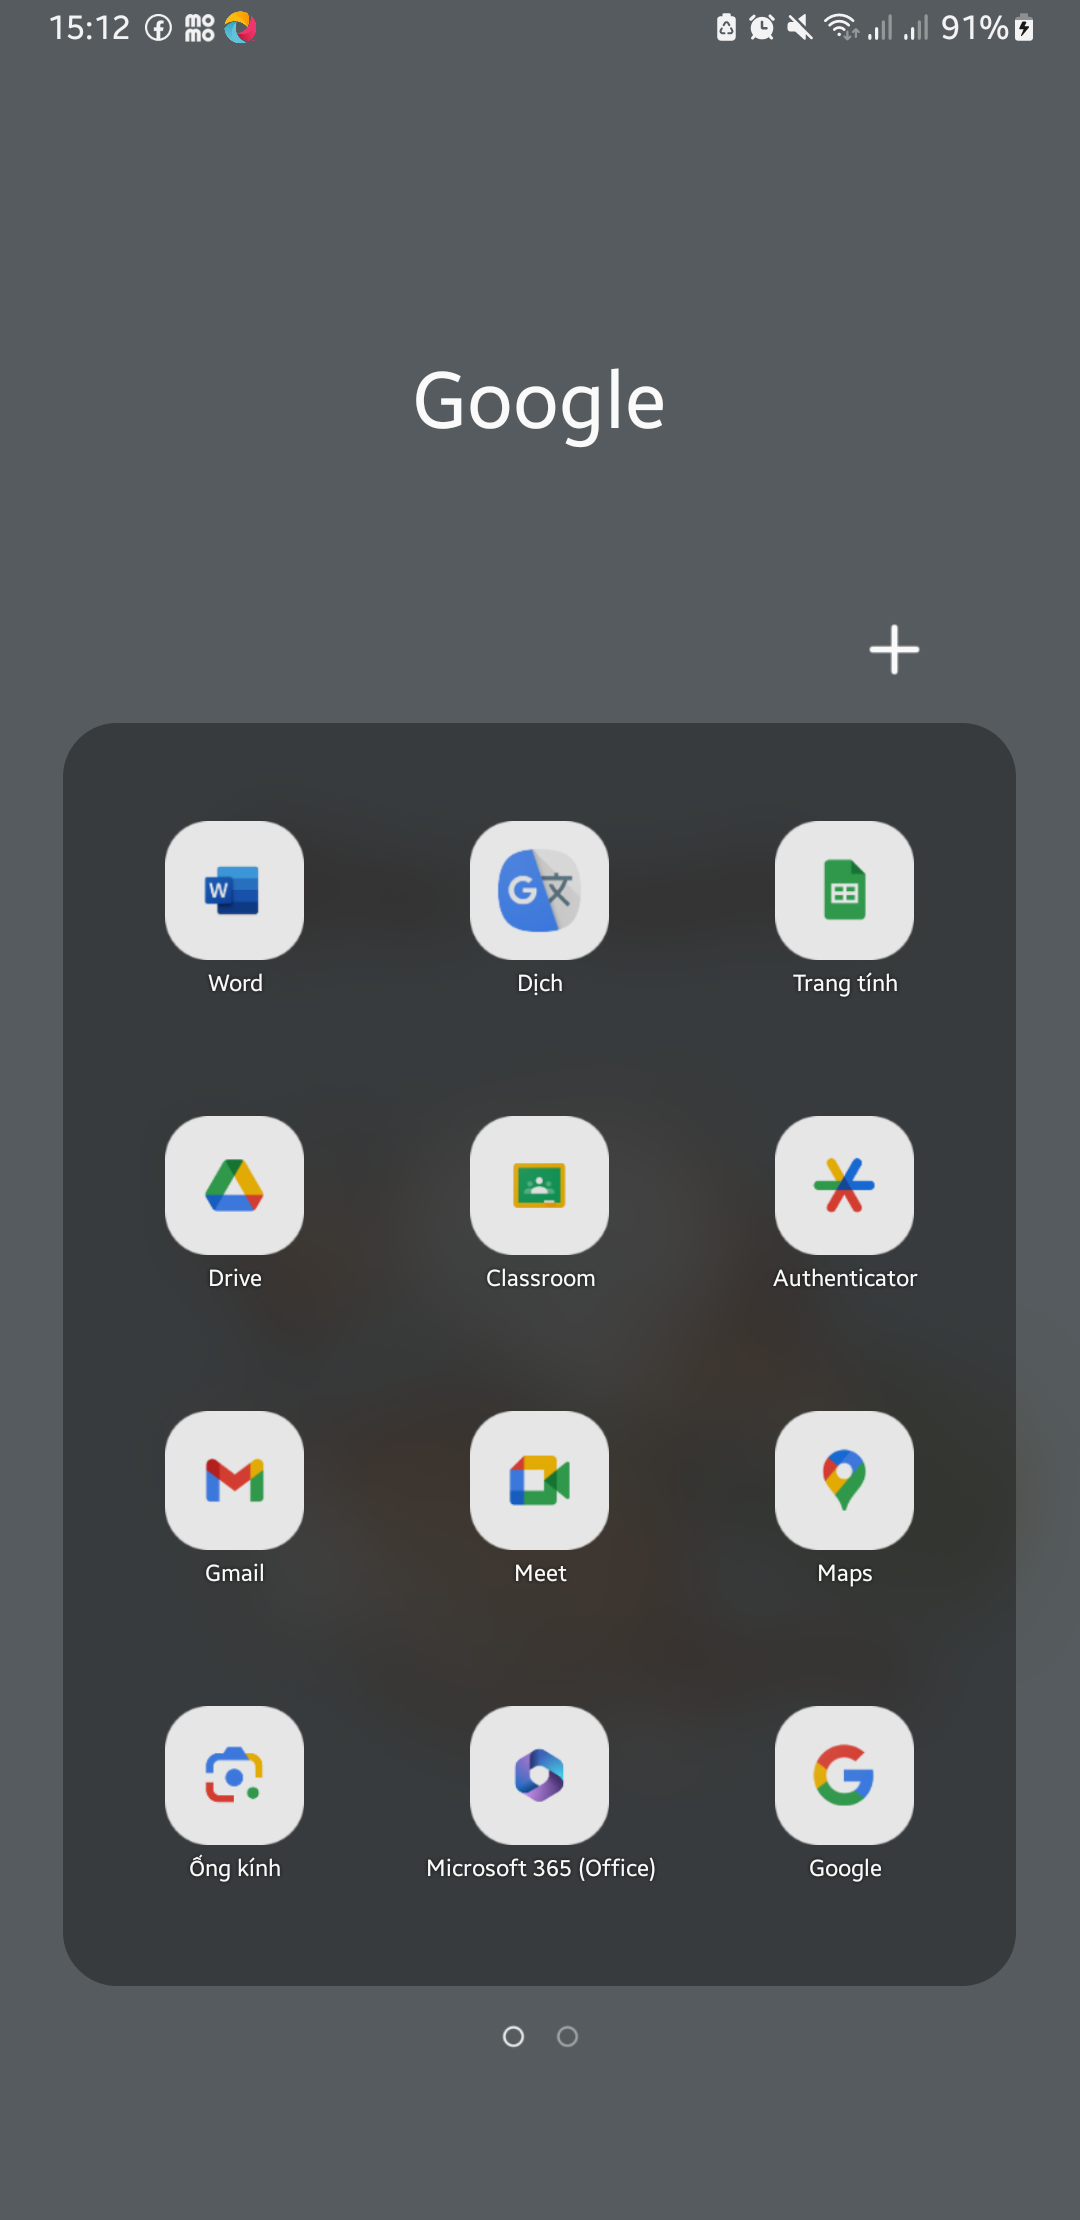 15:12 91%
Google
Word Dịch Trang tính
Drive Classroom Authenticator
Gmail Meet Maps
Ống kính Microsoft 365 (Office) Google